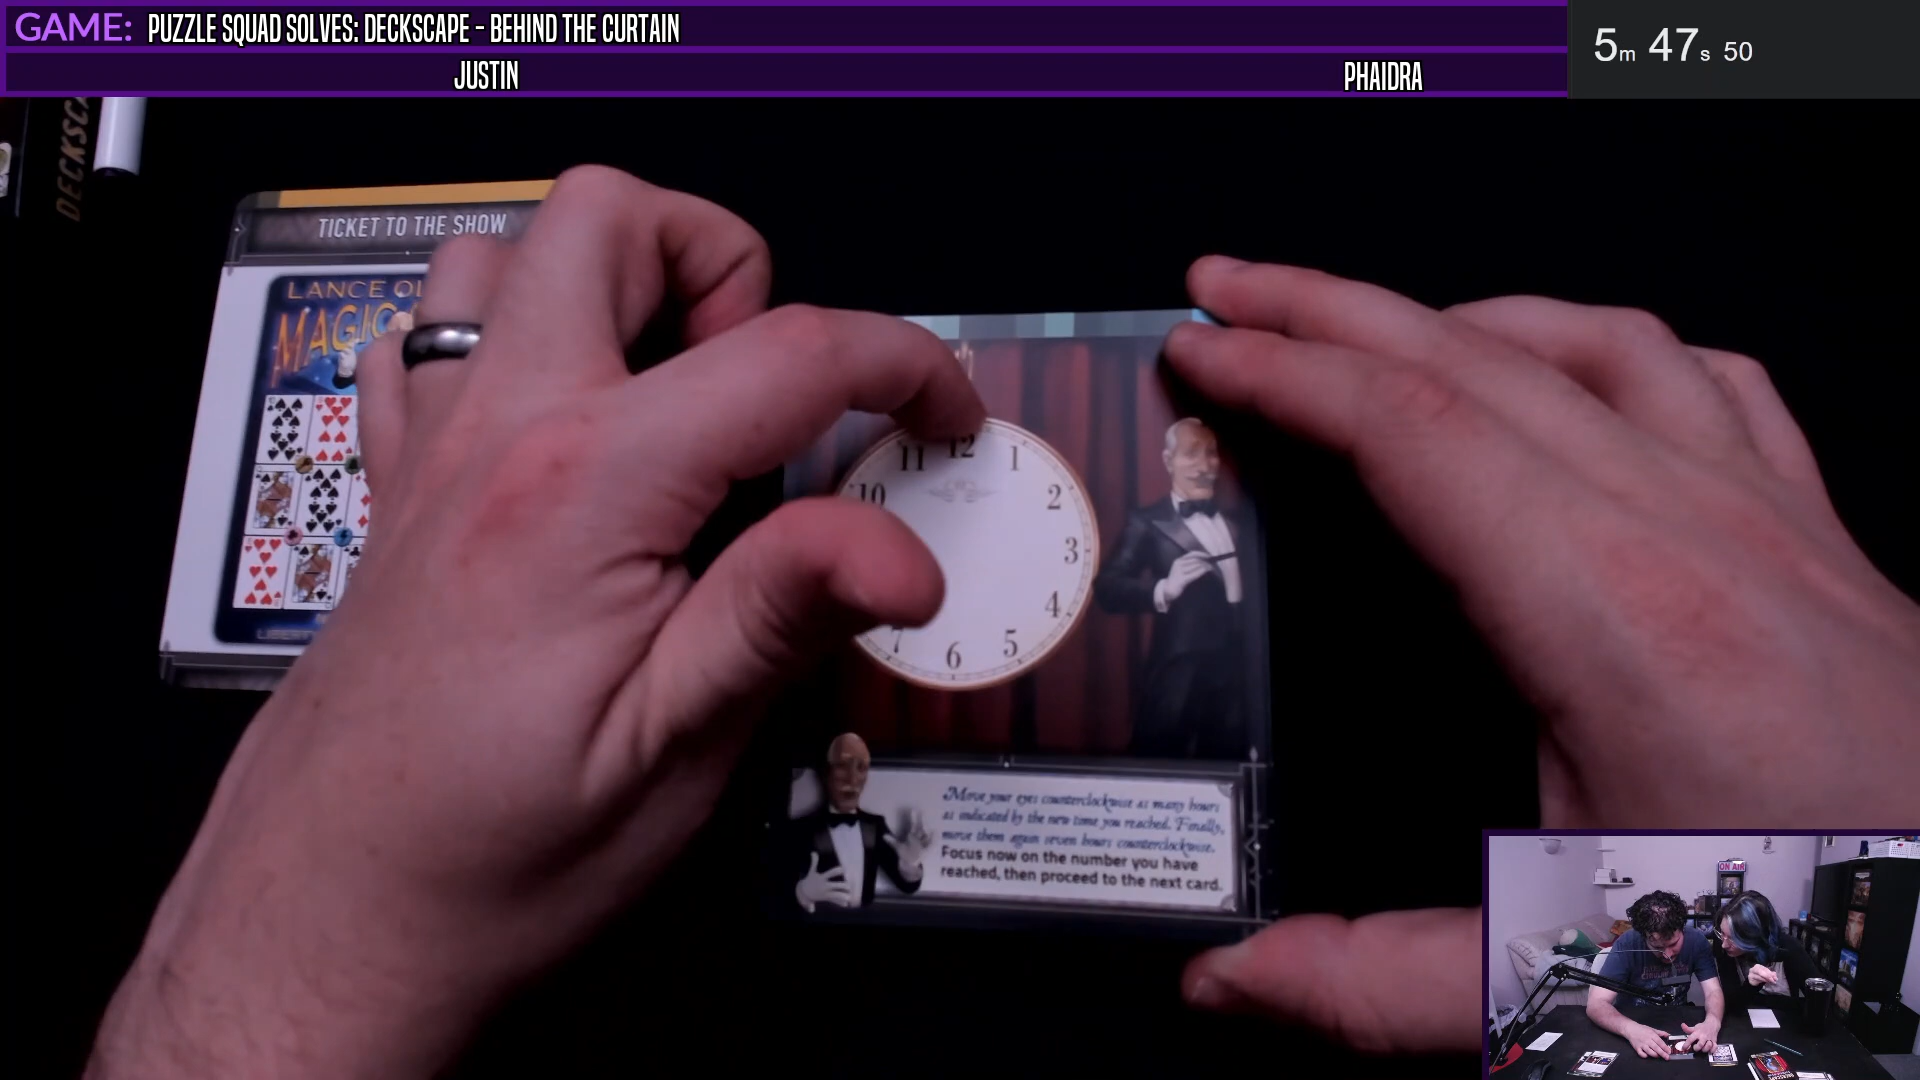 GAME: PUZZLE SQUAD SOLVES: DECKSCAPE - BEHIND THE CURTAIN
5m 47s 50
JUSTIN
PHAIDRA
TICKET TO THE SHOW
LANCE
MAGIC
11 12 1
10 2
3
4
7 6 5
Move your eyes counterclockwise as many hours
as indicated by the new time you reached. Finally,
move them again seven hours counterclockwise.
Focus now on the number you have
reached, then proceed to the next card.
ON AIR